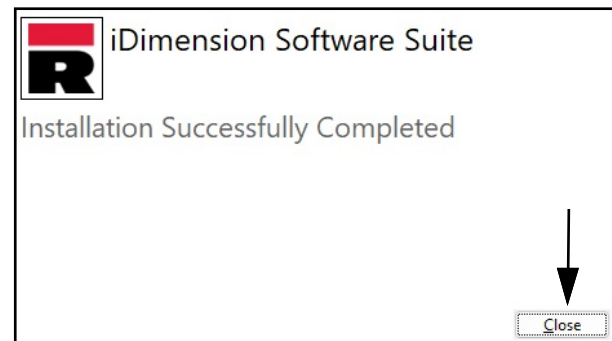 R
iDimension Software Suite
Installation Successfully Completed
Close